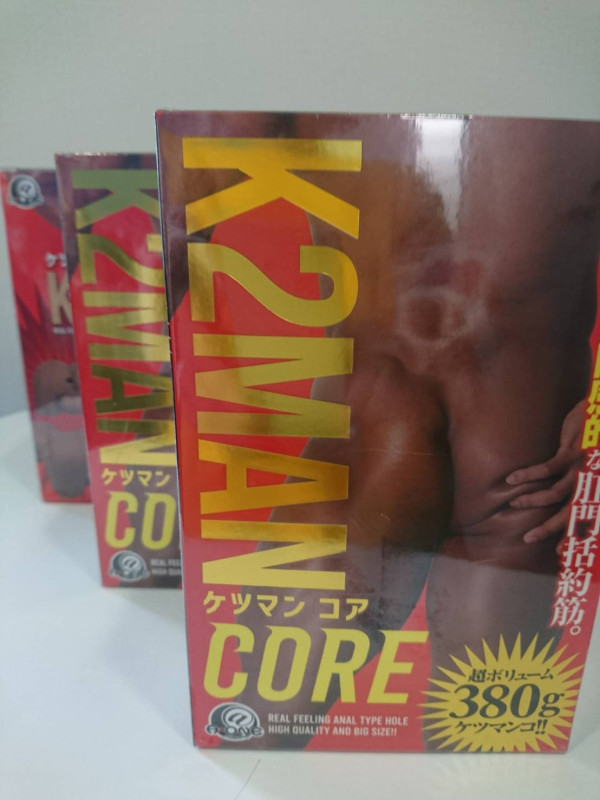 K2MAN
ケツマン コア
CORE
REAL FEELING ANAL TYPE HOLE
HIGH QUALITY AND BIG SIZE!!
な肛門括約筋。
超ボリューム
380g
ケツマンコ!!
K2MAN
ケツマン
CO